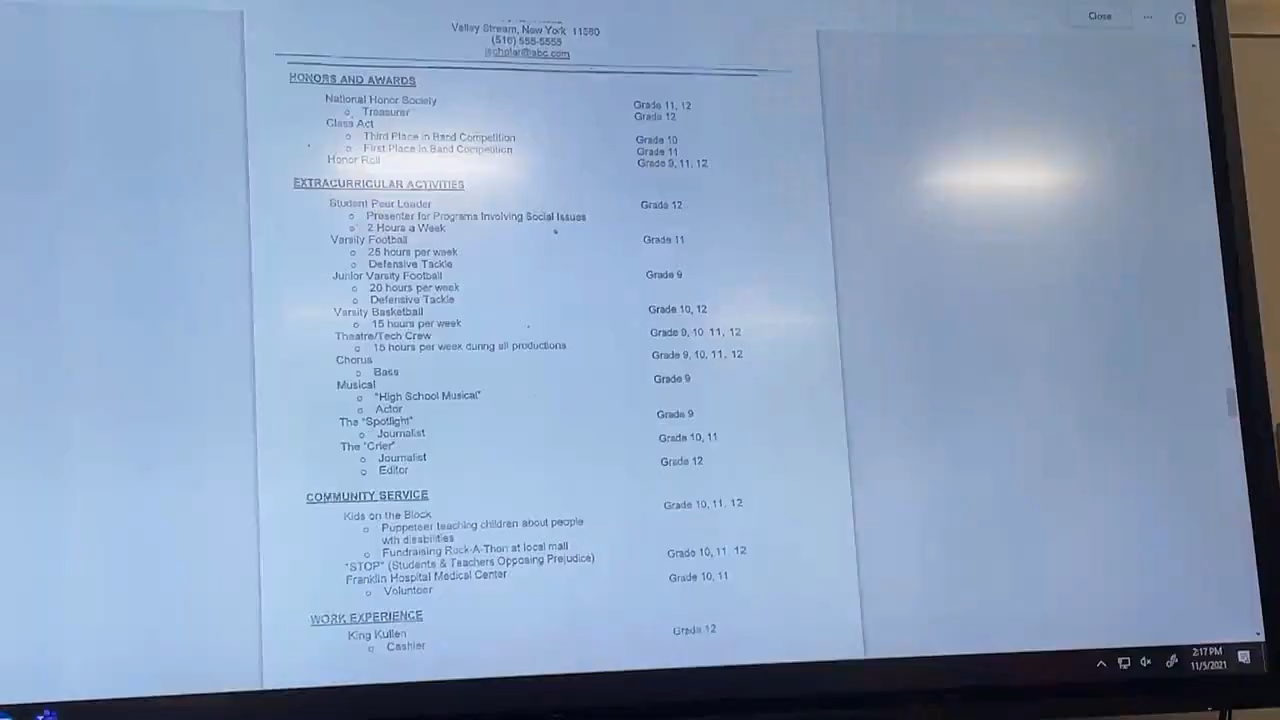 Valley Stream, New York 11580
(516) 555-5555
jscholar@abc.com
Close
HONORS AND AWARDS
National Honor Society Grade 11, 12
o Treasurer Grade 12
Class Act
o Third Place in Band Competition Grade 10
o First Place in Band Competition Grade 11
Honor Roll Grade 9, 11, 12
EXTRACURRICULAR ACTIVITIES
Student Peer Leader Grade 12
o Presenter for Programs Involving Social Issues
o 2 Hours a Week
Varsity Football Grade 11
o 25 hours per week
o Defensive Tackle
Junior Varsity Football Grade 9
o 20 hours per week
o Defensive Tackle
Varsity Basketball Grade 10, 12
o 15 hours per week
Theatre/Tech Crew Grade 9, 10 11, 12
o 15 hours per week during all productions
Chorus Grade 9, 10, 11, 12
o Bass
Musical Grade 9
o "High School Musical"
o Actor
The "Spotlight" Grade 9
o Journalist
The "Crier" Grade 10, 11
o Journalist
o Editor Grade 12
COMMUNITY SERVICE
Kids on the Block Grade 10, 11, 12
o Puppeteer teaching children about people
with disabilities
o Fundraising Rock-A-Thon at local mall
"STOP" (Students & Teachers Opposing Prejudice) Grade 10, 11, 12
Franklin Hospital Medical Center Grade 10, 11
o Volunteer
WORK EXPERIENCE
King Kullen Grade 12
o Cashier
2:17 PM
11/5/2021